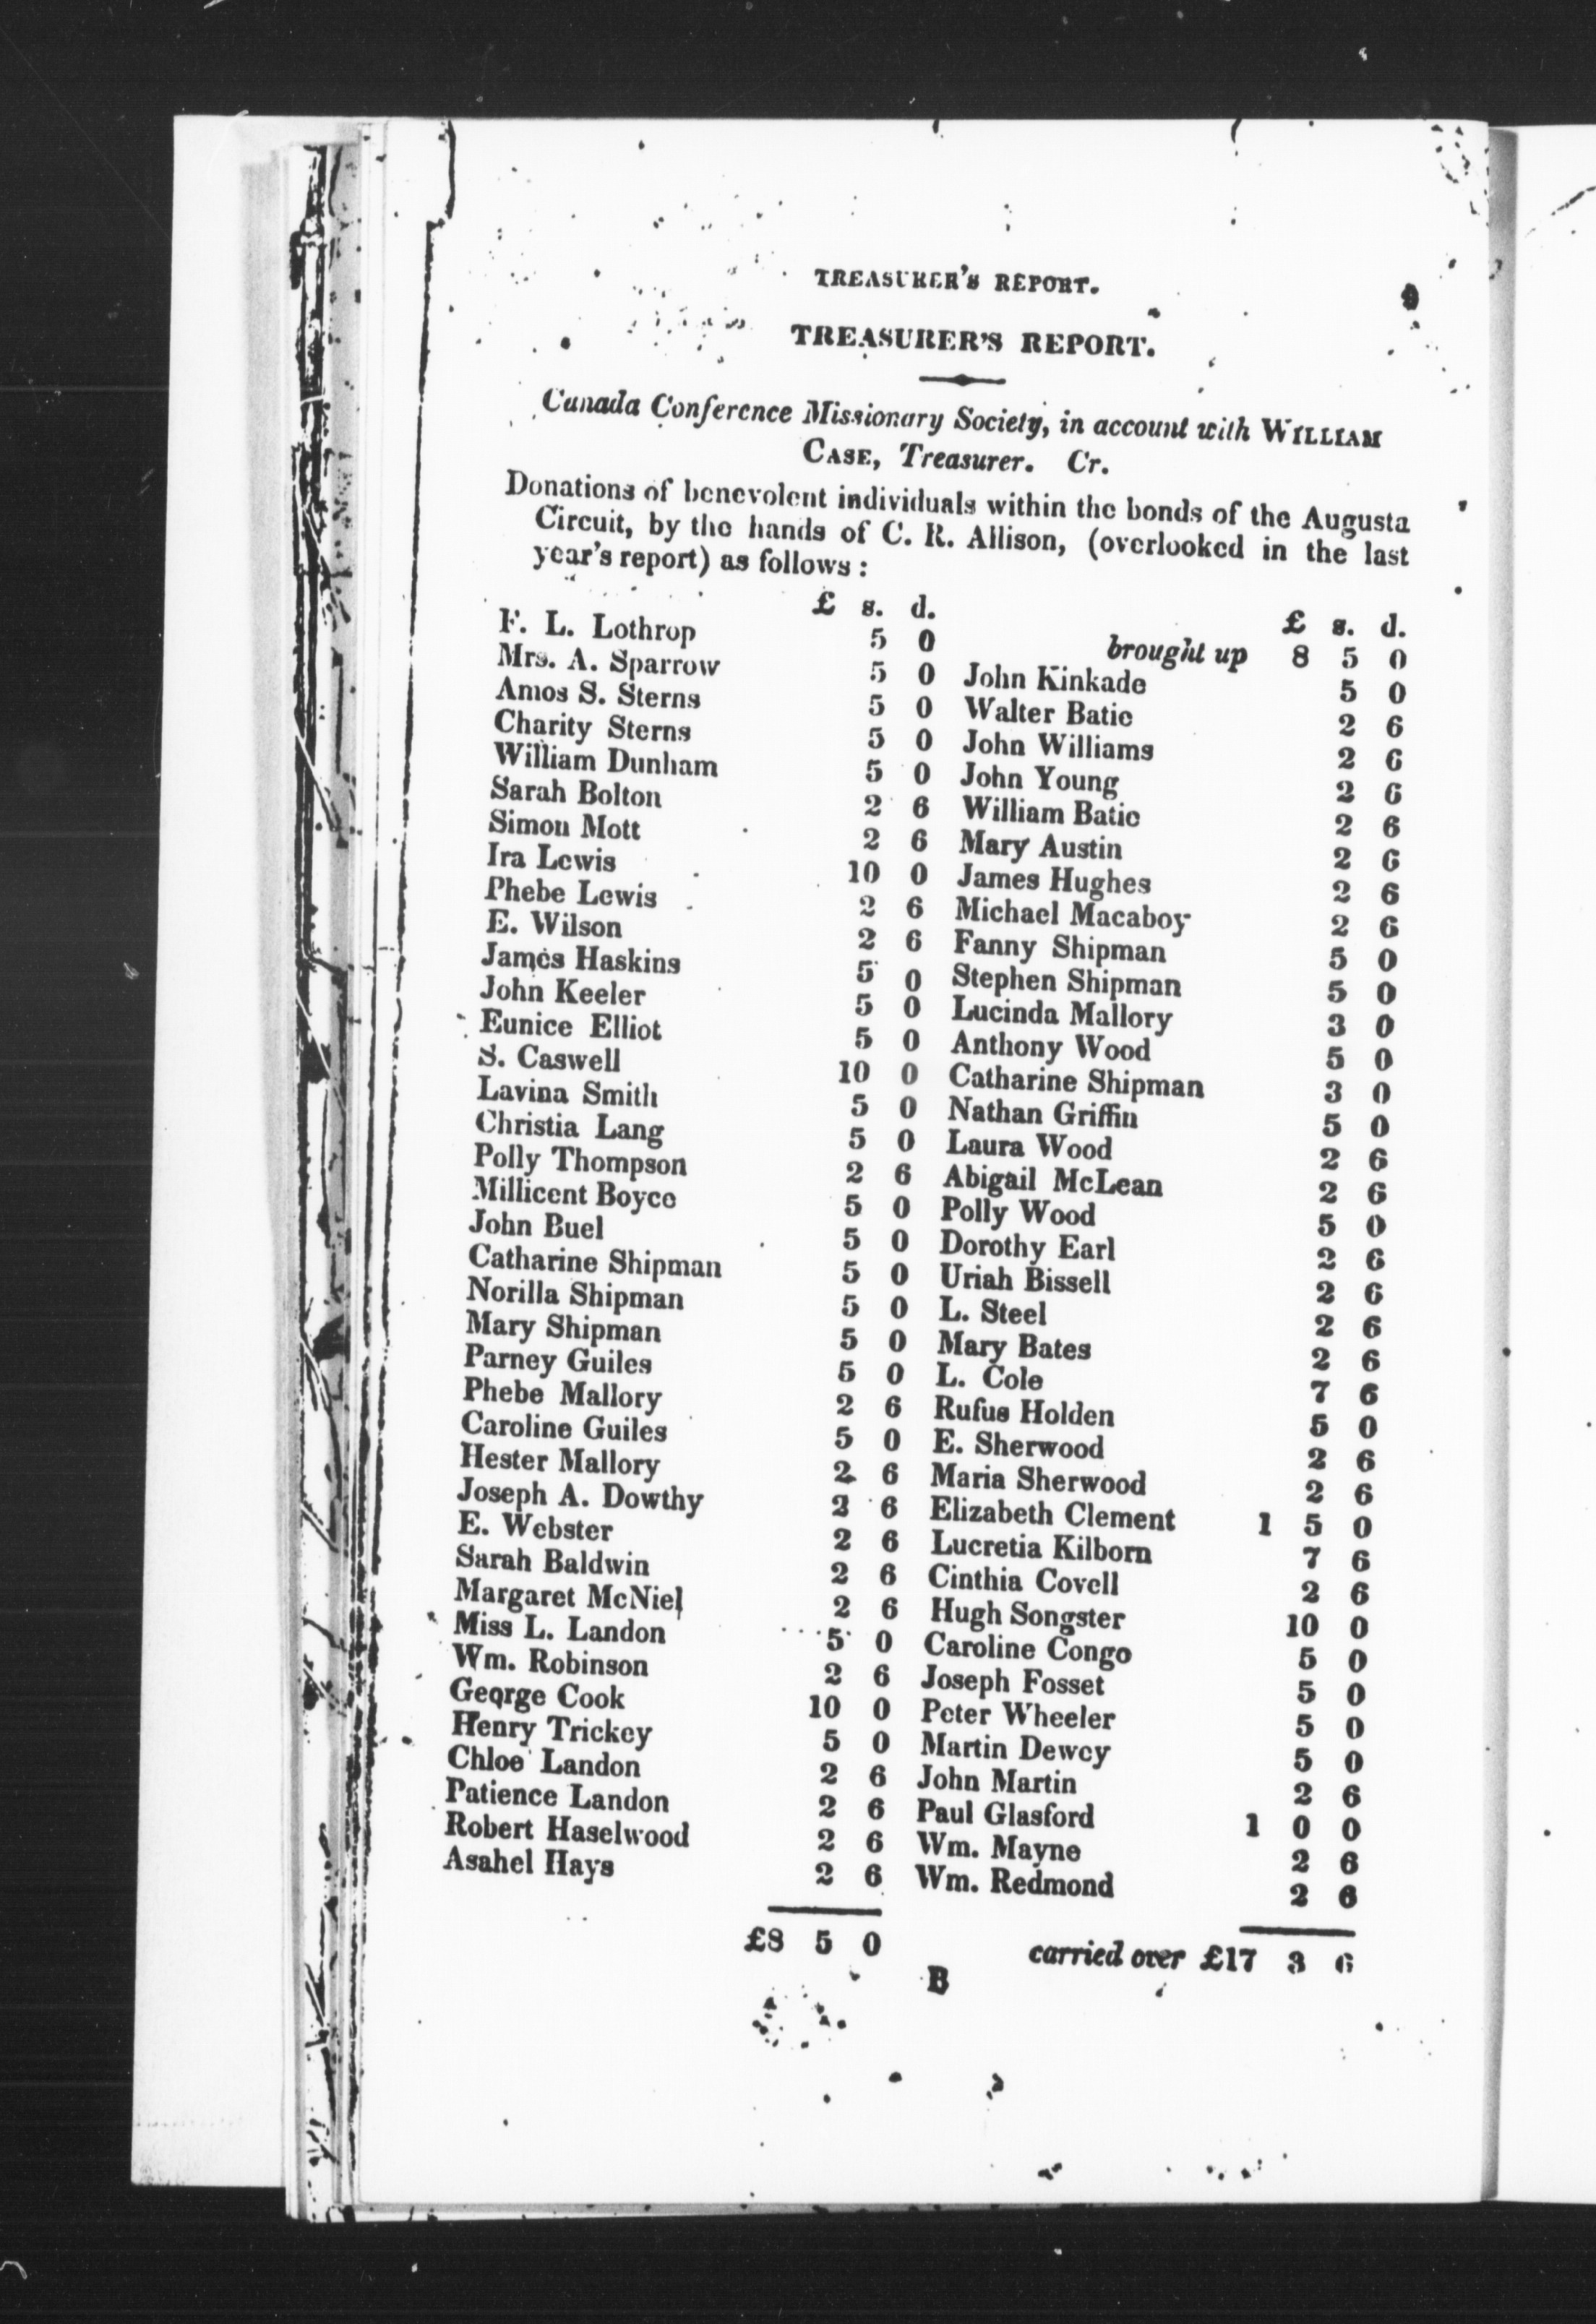 TREASURER'S REPORT. 9
TREASURER'S REPORT.
Canada Conference Missionary Society, in account with WILLIAM
CASE, Treasurer. Cr.
Donations of benevolent individuals within the bonds of the Augusta
Circuit, by the hands of C. R. Allison, (overlooked in the last
year's report) as follows:
£ s. d.
F. L. Lothrop 5 0
Mrs. A. Sparrow 5 0
Amos S. Sterns 5 0
Charity Sterns 5 0
William Dunham 5 0
Sarah Bolton 2 6
Simon Mott 2 6
Ira Lewis 10 0
Phebe Lewis 2 6
E. Wilson 2 6
James Haskins 5 0
John Keeler 5 0
Eunice Elliot 5 0
S. Caswell 10 0
Lavina Smith 5 0
Christia Lang 5 0
Polly Thompson 2 6
Millicent Boyce 5 0
John Buel 5 0
Catharine Shipman 5 0
Norilla Shipman 5 0
Mary Shipman 5 0
Parney Guiles 5 0
Phebe Mallory 2 6
Caroline Guiles 5 0
Hester Mallory 2 6
Joseph A. Dowthy 2 6
E. Webster 2 6
Sarah Baldwin 2 6
Margaret McNiel 2 6
Miss L. Landon 5 0
Wm. Robinson 2 6
George Cook 10 0
Henry Trickey 5 0
Chloe Landon 2 6
Patience Landon 2 6
Robert Haselwood 2 6
Asahel Hays 2 6
£8 5 0
£ s. d.
brought up 8 5 0
John Kinkade 5 0
Walter Batie 2 6
John Williams 2 6
John Young 2 6
William Batie 2 6
Mary Austin 2 6
James Hughes 2 6
Michael Macaboy 2 6
Fanny Shipman 5 0
Stephen Shipman 5 0
Lucinda Mallory 3 0
Anthony Wood 5 0
Catharine Shipman 3 0
Nathan Griffin 5 0
Laura Wood 2 6
Abigail McLean 2 6
Polly Wood 5 0
Dorothy Earl 2 6
Uriah Bissell 2 6
L. Steel 2 6
Mary Bates 2 6
L. Cole 7 6
Rufus Holden 5 0
E. Sherwood 2 6
Maria Sherwood 2 6
Elizabeth Clement 1 5 0
Lucretia Kilborn 7 6
Cinthia Covell 2 6
Hugh Songster 10 0
Caroline Congo 5 0
Joseph Fosset 5 0
Peter Wheeler 5 0
Martin Dewey 5 0
John Martin 2 6
Paul Glasford 1 0 0
Wm. Mayne 2 6
Wm. Redmond 2 6
carried over £17 3 6
B